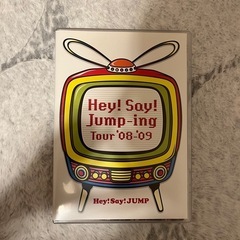 Hey! Say!
Jump-ing
Tour '08-'09
Hey! Say! JUMP